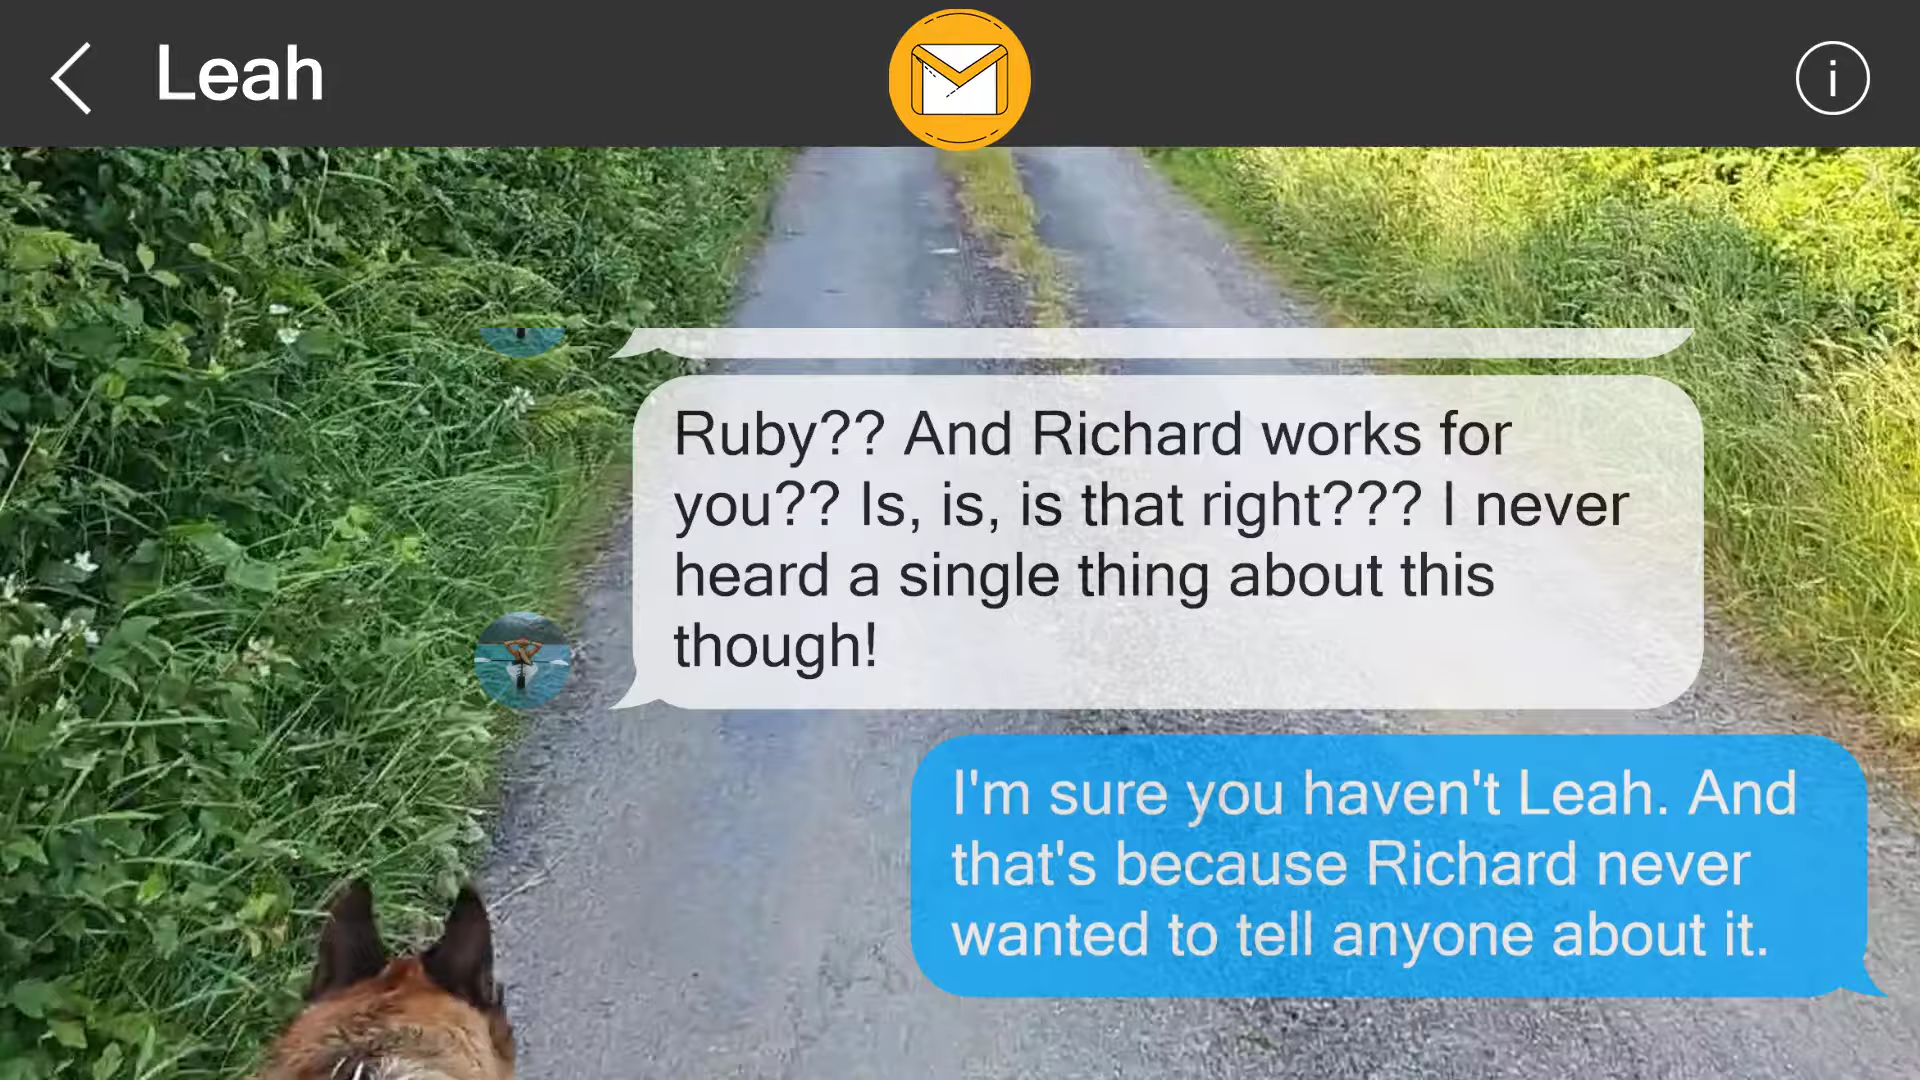 Leah
Ruby?? And Richard works for
you?? Is, is, is that right??? I never
heard a single thing about this
though!
I'm sure you haven't Leah. And
that's because Richard never
wanted to tell anyone about it.